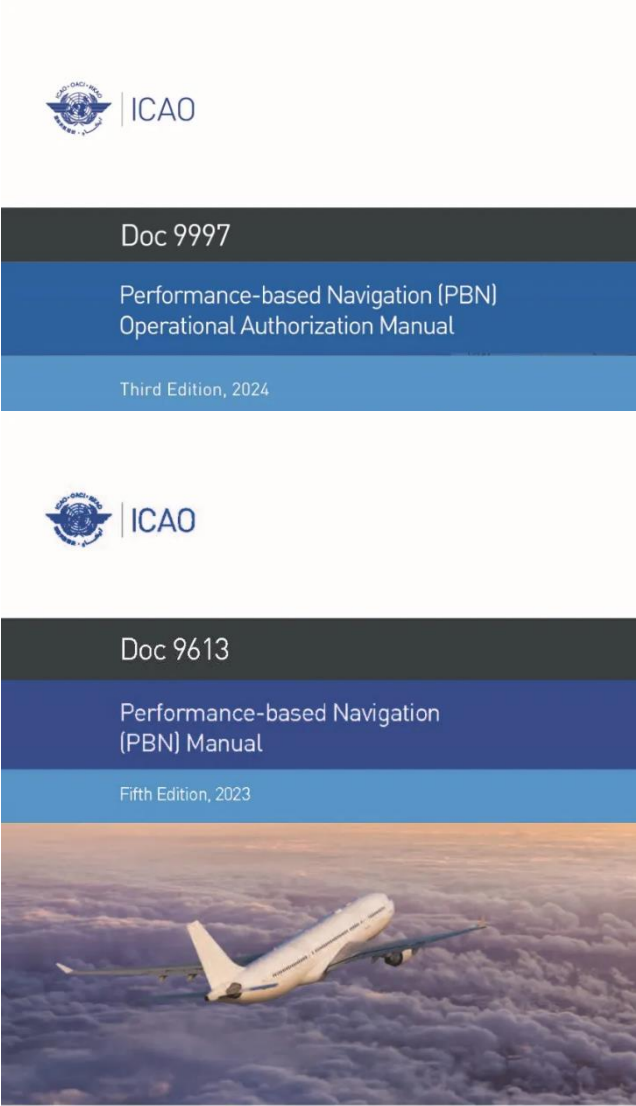 ICAO
Doc 9997
Performance-based Navigation (PBN)
Operational Authorization Manual
Third Edition, 2024
ICAO
Doc 9613
Performance-based Navigation
(PBN) Manual
Fifth Edition, 2023